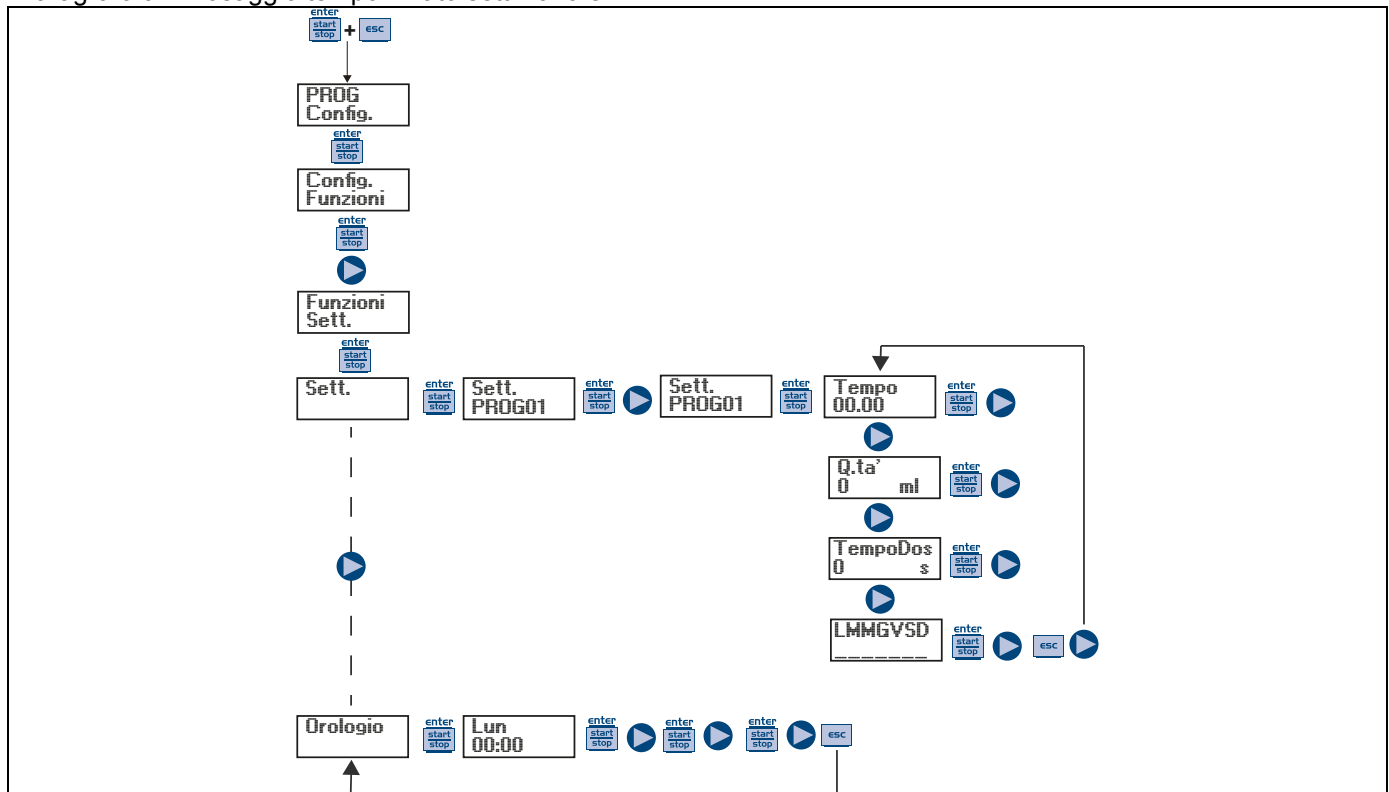 enter
start
stop
+
esc
PROG
Config.
enter
start
stop
Config.
Funzioni
enter
start
stop
Funzioni
Sett.
enter
start
stop
Sett.
enter
start
stop
Sett.
PROG01
enter
start
stop
Sett.
PROG01
enter
start
stop
Tempo
00.00
enter
start
stop
Q.ta'
0 ml
enter
start
stop
TempoDos
0 s
enter
start
stop
LMMGVSD
_ _ _ _ _ _ _
enter
start
stop
esc
Orologio
enter
start
stop
Lun
00:00
enter
start
stop
enter
start
stop
enter
start
stop
esc